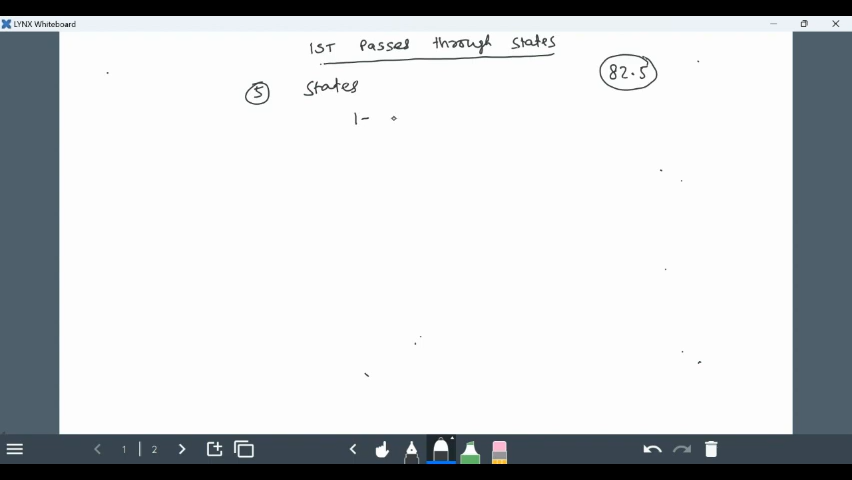 LYNX Whiteboard
IST Passes through states
82.5
5 states
1-
1 2